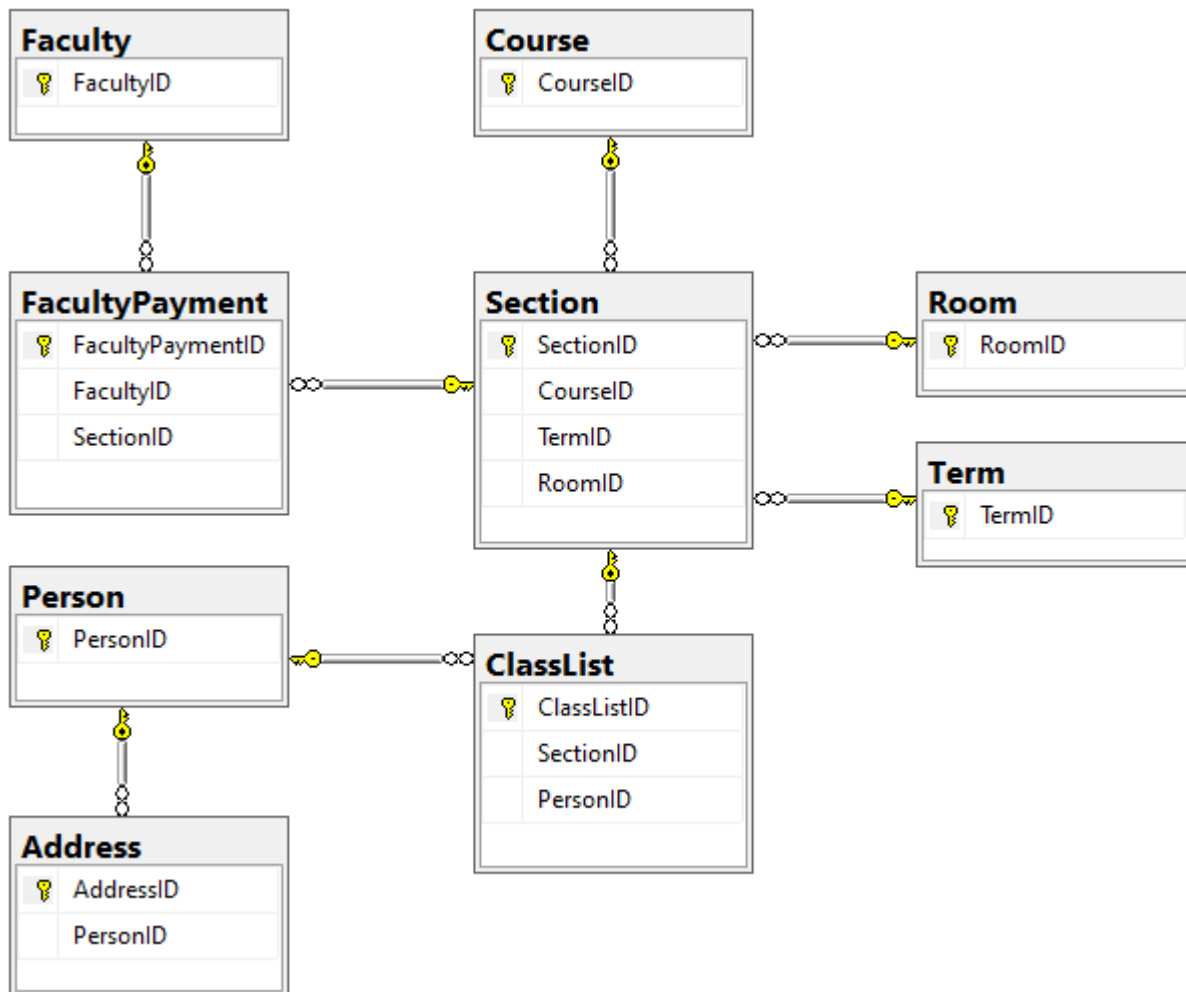 Faculty
FacultyID
Course
CourseID
FacultyPayment
FacultyPaymentID
FacultyID
SectionID
Section
SectionID
CourseID
TermID
RoomID
Room
RoomID
Term
TermID
Person
PersonID
ClassList
ClassListID
SectionID
PersonID
Address
AddressID
PersonID